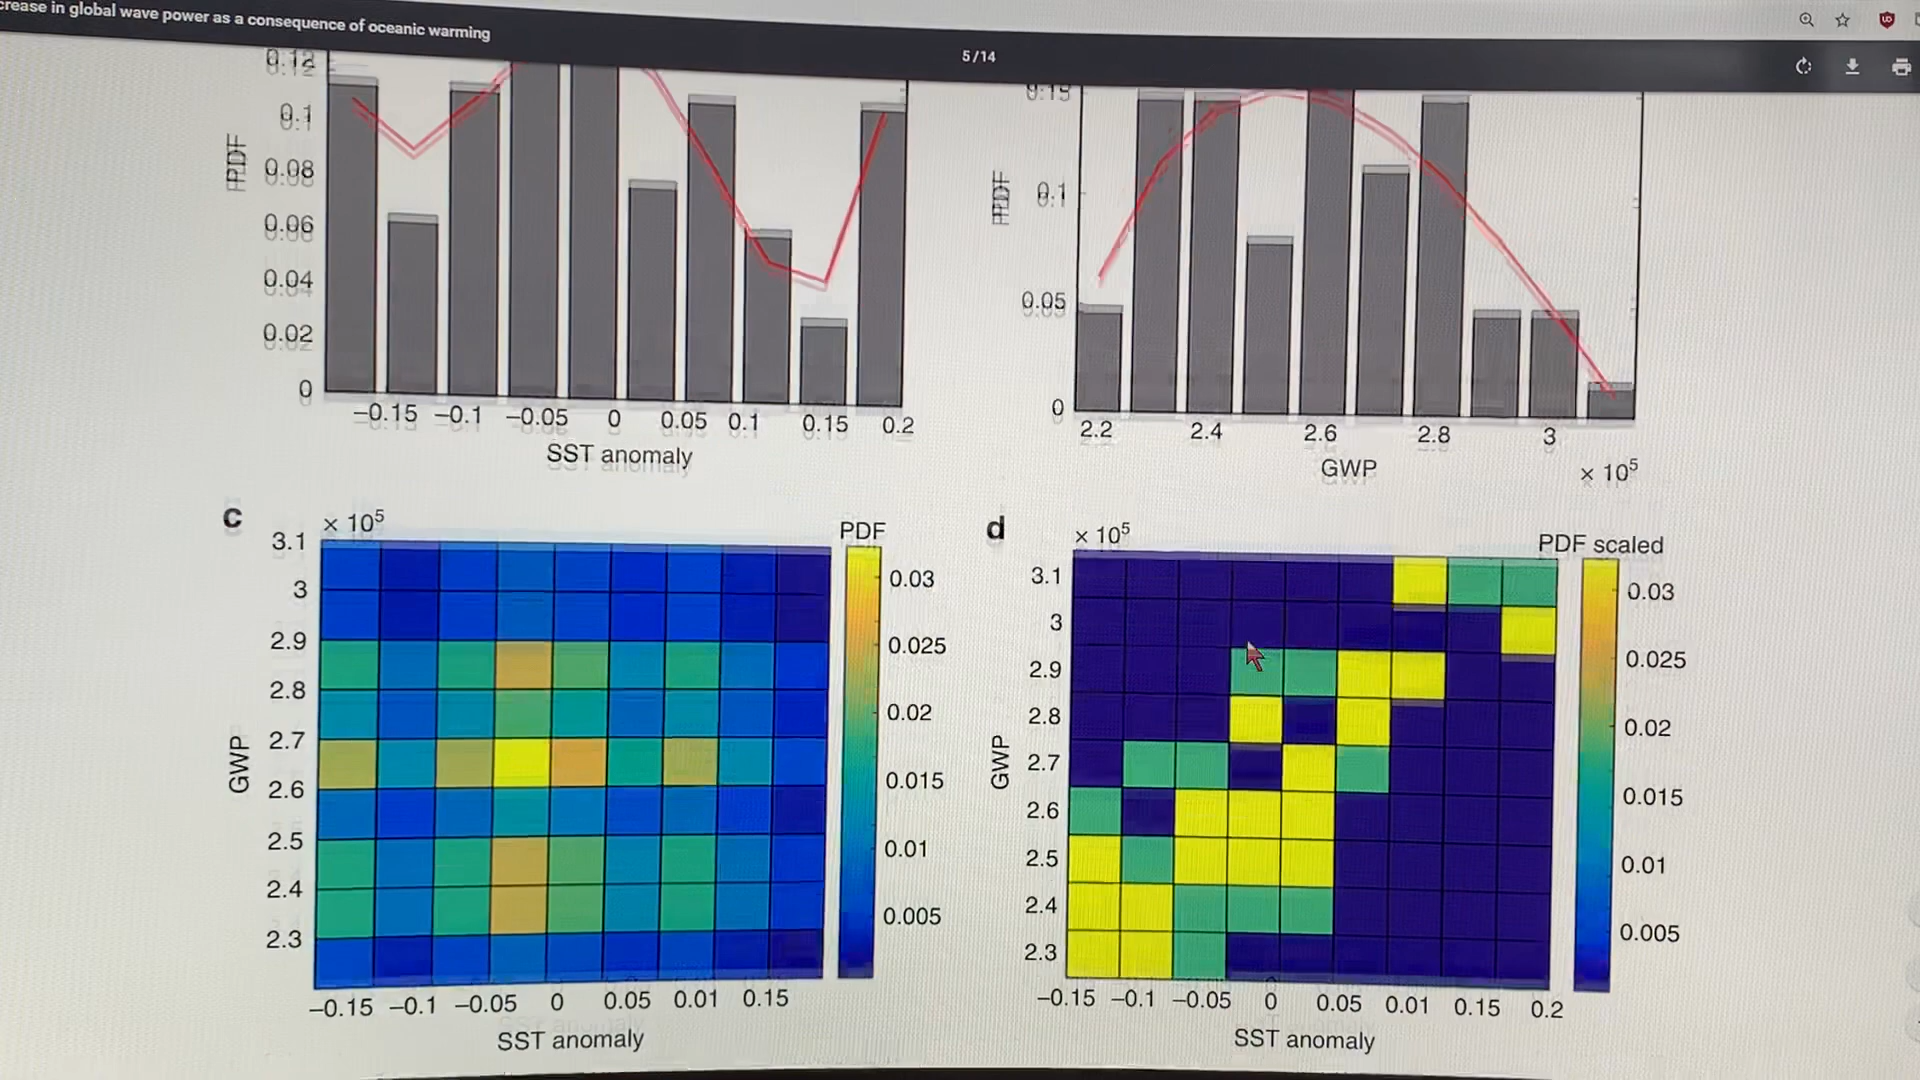 crease in global wave power as a consequence of oceanic warming
5 / 14
0.12
0.1
0.08
0.06
0.04
0.02
0
PDF
−0.15 −0.1 −0.05 0 0.05 0.1 0.15 0.2
SST anomaly
0.15
0.1
0.05
0
PDF
2.2 2.4 2.6 2.8 3
× 10⁵
GWP
c
× 10⁵
PDF
3.1
3
2.9
2.8
2.7
2.6
2.5
2.4
2.3
GWP
0.03
0.025
0.02
0.015
0.01
0.005
−0.15 −0.1 −0.05 0 0.05 0.01 0.15
SST anomaly
d
× 10⁵
PDF scaled
3.1
3
2.9
2.8
2.7
2.6
2.5
2.4
2.3
GWP
0.03
0.025
0.02
0.015
0.01
0.005
−0.15 −0.1 −0.05 0 0.05 0.01 0.15 0.2
SST anomaly